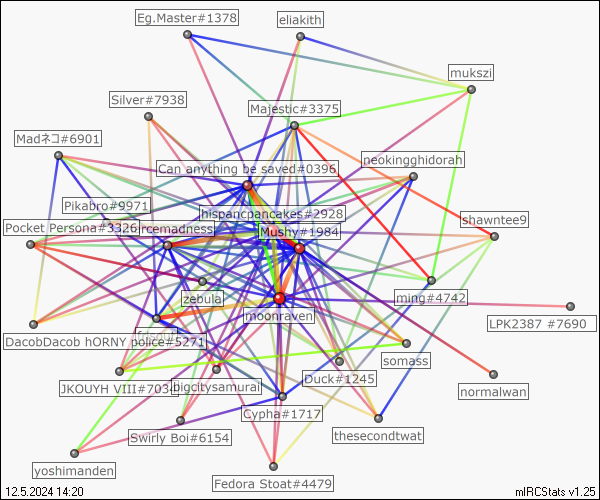 Eg.Master#1378
eliakith
mukszi
Silver#7938
Majestic#3375
Madネコ#6901
neokingghidorah
Can anything be saved#0396
Pikabro#9971
hispancpancakes#2928
shawntee9
Pocket Persona#3326
ircemadness
Mushy#1984
zebula
ming#4742
moonraven
LPK2387 #7690
DacobDacob hORNY police#5271
somass
JKOUYH VIII#703
bigcitysamurai
Duck#1245
normalwan
Cypha#1717
Swirly Boi#6154
thesecondtwat
yoshimanden
Fedora Stoat#4479
12.5.2024 14:20
mIRCStats v1.25